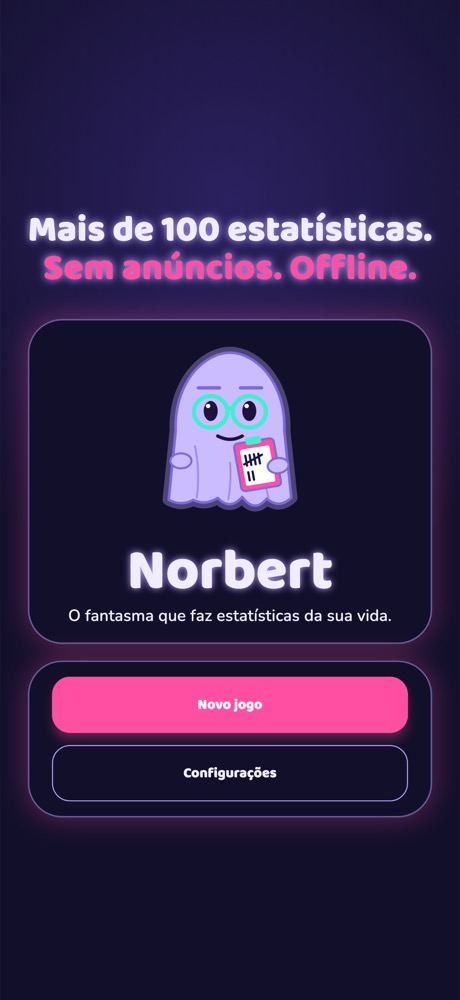 Mais de 100 estatísticas.
Sem anúncios. Offline.
Norbert
O fantasma que faz estatísticas da sua vida.
Novo jogo
Configurações